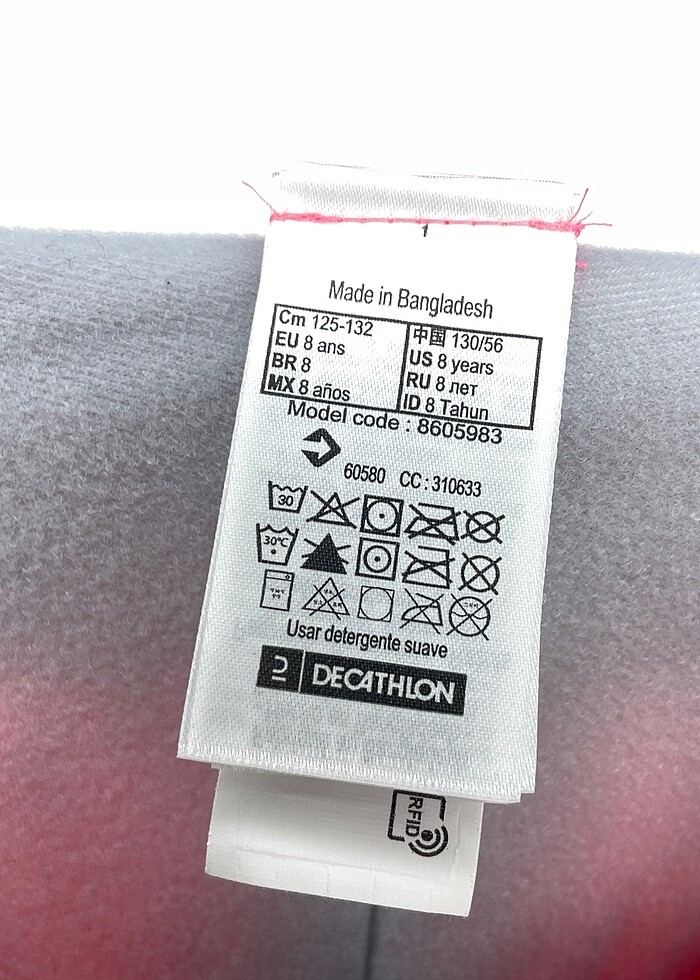 1
Made in Bangladesh
Cm 125-132
EU 8 ans
BR 8
MX 8 años
中国 130/56
US 8 years
RU 8 лет
ID 8 Tahun
Model code : 8605983
60580 CC : 310633
30
30°C
Usar detergente suave
DECATHLON
RFID